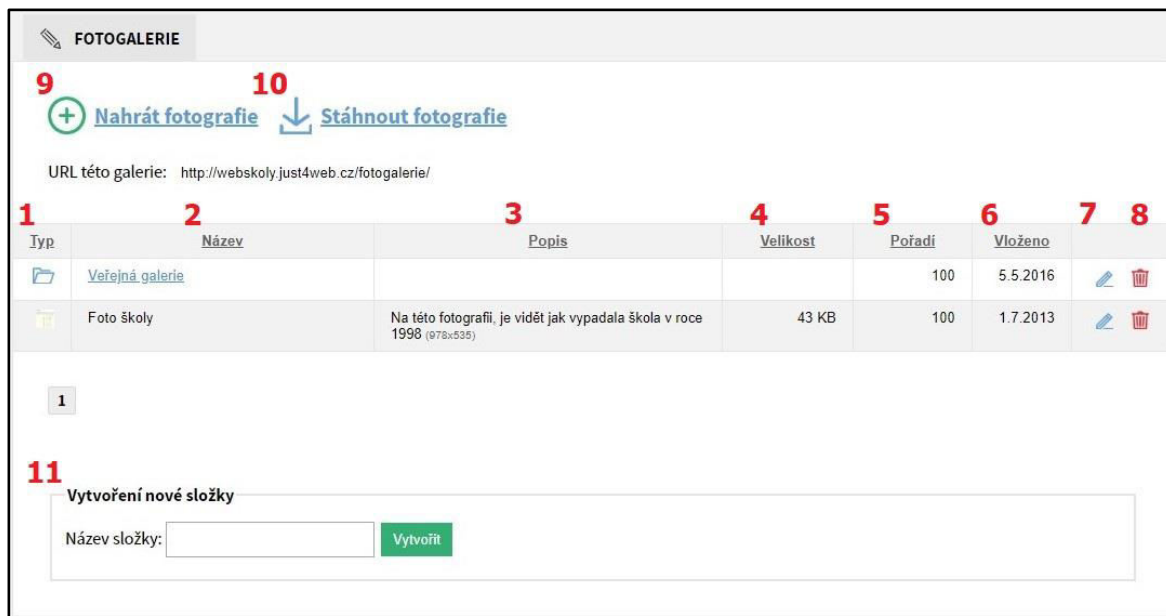 FOTOGALERIE
9 10
Nahrát fotografie Stáhnout fotografie
URL této galerie: http://webskoly.just4web.cz/fotogalerie/
1 2 3 4 5 6 7 8
Typ Název Popis Velikost Pořadí Vloženo
Veřejná galerie 100 5.5.2016
Foto školy Na této fotografii, je vidět jak vypadala škola v roce 43 KB 100 1.7.2013
1998 (978x535)
1
11
Vytvoření nové složky
Název složky: Vytvořit